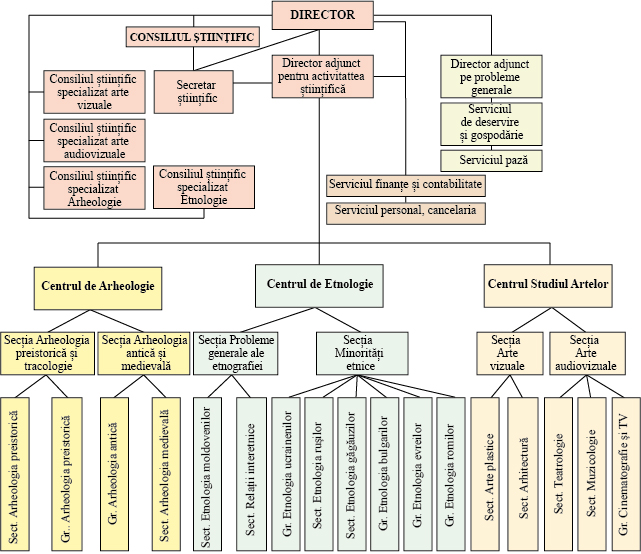 DIRECTOR
CONSILIUL ŞTIINŢIFIC
Consiliul științific
specializat arte
vizuale
Consiliul științific
specializat arte
audiovizuale
Consiliul științific
specializat
Arheologie
Secretar
științific
Consiliul științific
specializat
Etnologie
Director adjunct
pentru activitatea
științifică
Director adjunct
pe probleme
generale
Serviciul
de deservire
și gospodărie
Serviciul pază
Serviciul finanțe și contabilitate
Serviciul personal, cancelaria
Centrul de Arheologie
Centrul de Etnologie
Centrul Studiul Artelor
Secția Arheologia
preistorică și
tracologie
Secția Arheologia
antică și
medievală
Secția Probleme
generale ale
etnografiei
Secția
Minorități
etnice
Secția
Arte
vizuale
Secția
Arte
audiovizuale
Sect. Arheologia preistorică
Gr.. Arheologia preistorică
Gr. Arheologia antică
Sect. Arheologia medievală
Sect. Etnologia moldovenilor
Sect. Relații interetnice
Gr. Etnologia ucrainenilor
Sect. Etnologia rușilor
Sect. Etnologia găgăuzilor
Gr. Etnologia bulgarilor
Gr. Etnologia evreilor
Gr. Etnologia romilor
Sect. Arte plastice
Sect. Arhitectură
Sect. Teatrologie
Sect. Muzicologie
Gr. Cinematografie și TV